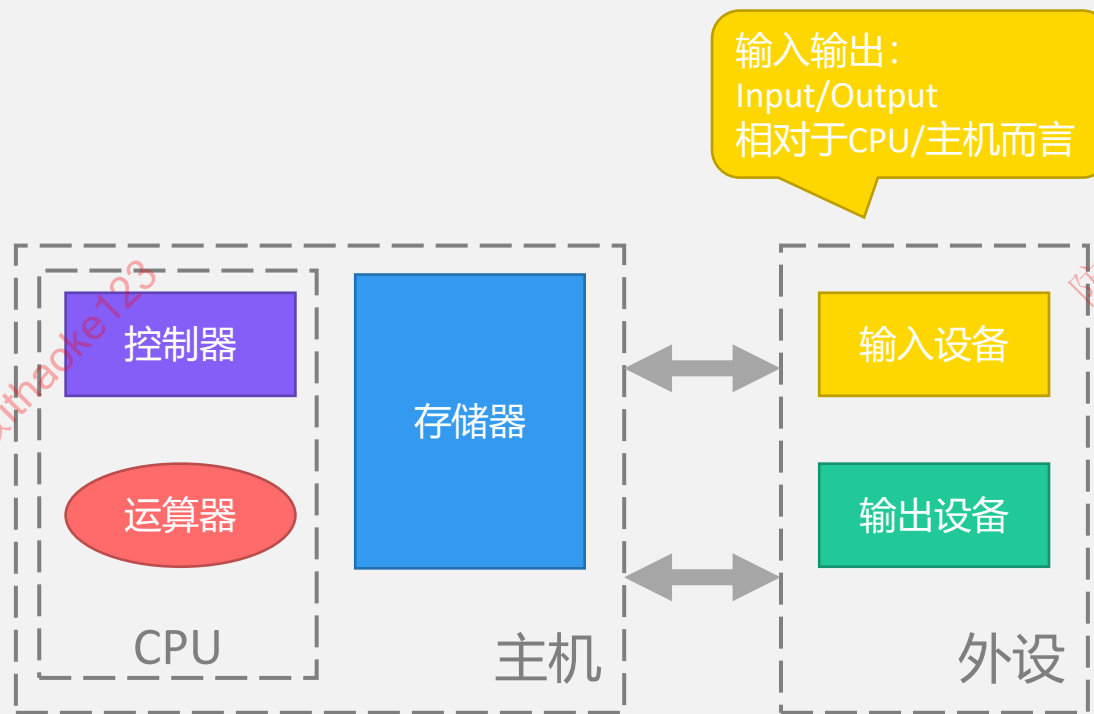 输入输出：
Input/Output
相对于CPU/主机而言
控制器
存储器
输入设备
运算器
输出设备
CPU
主机
外设